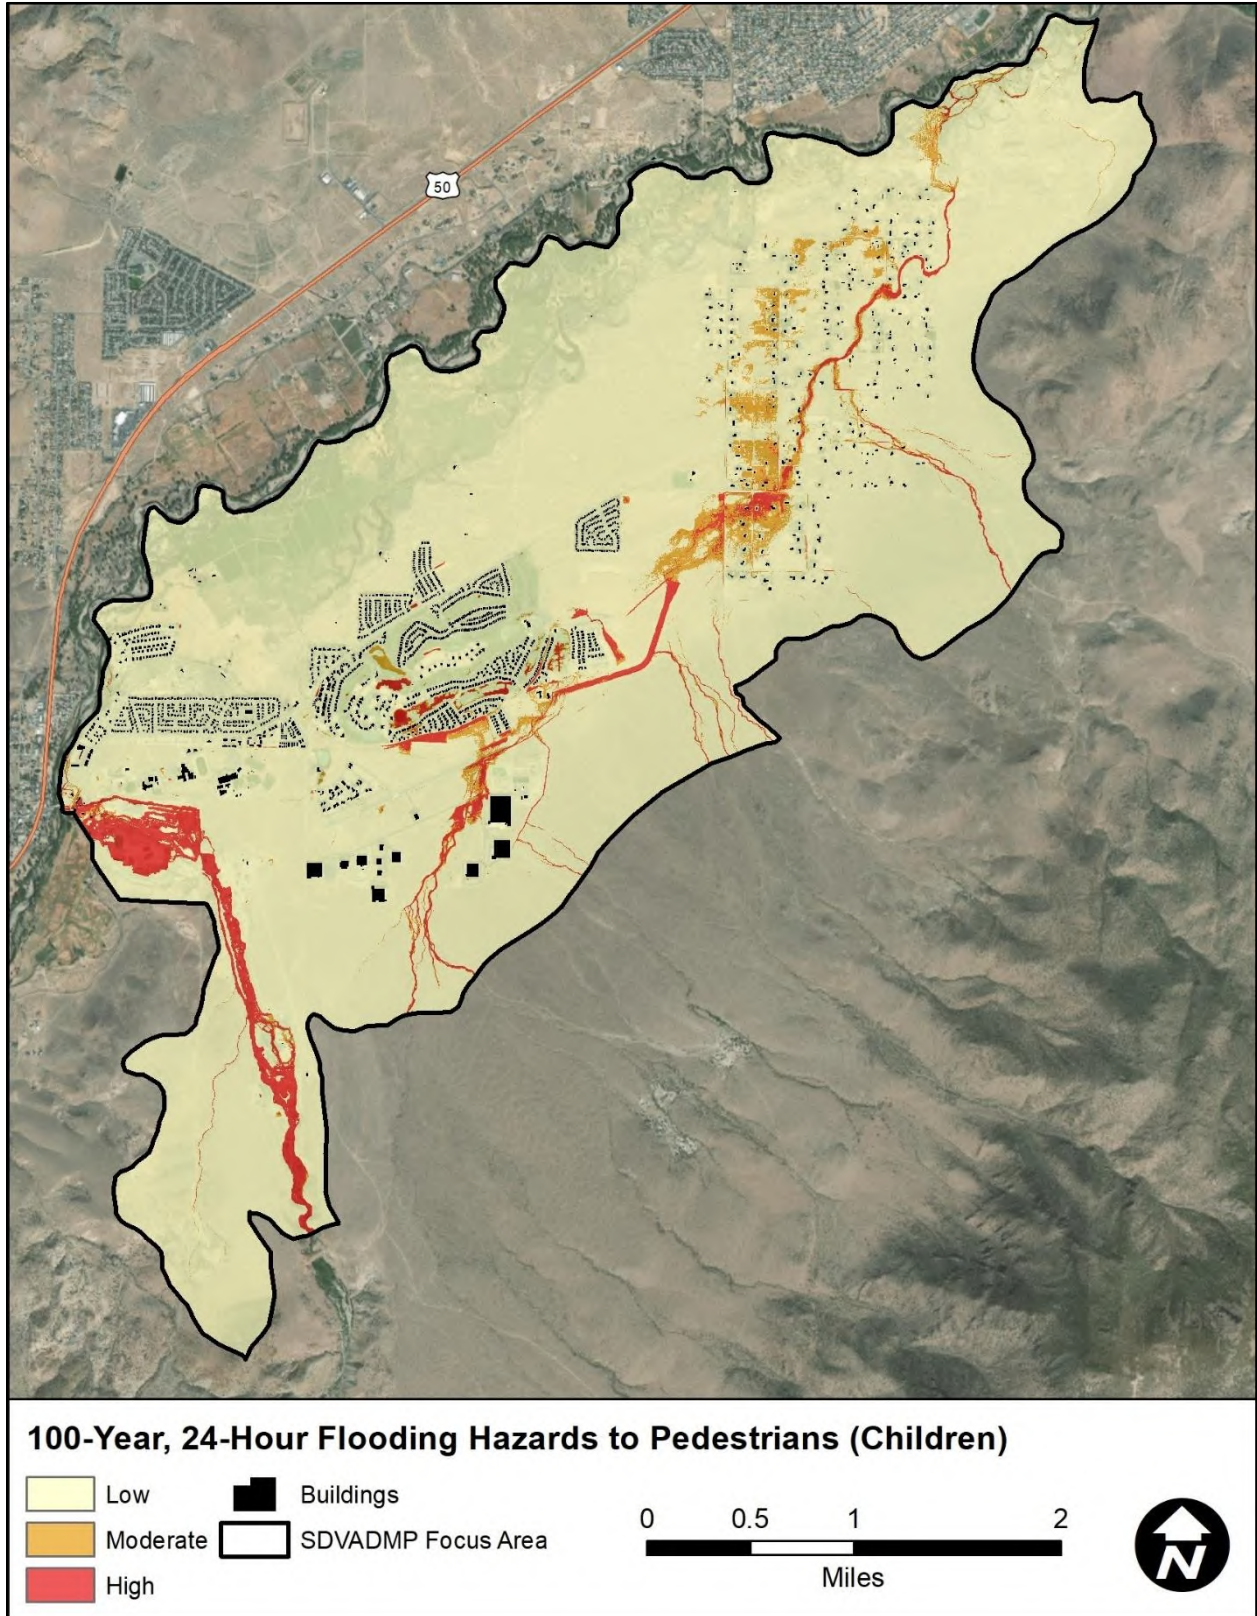 50
100-Year, 24-Hour Flooding Hazards to Pedestrians (Children)
Low
Buildings
Moderate
SDVADMP Focus Area
High
0 0.5 1 2
Miles
N